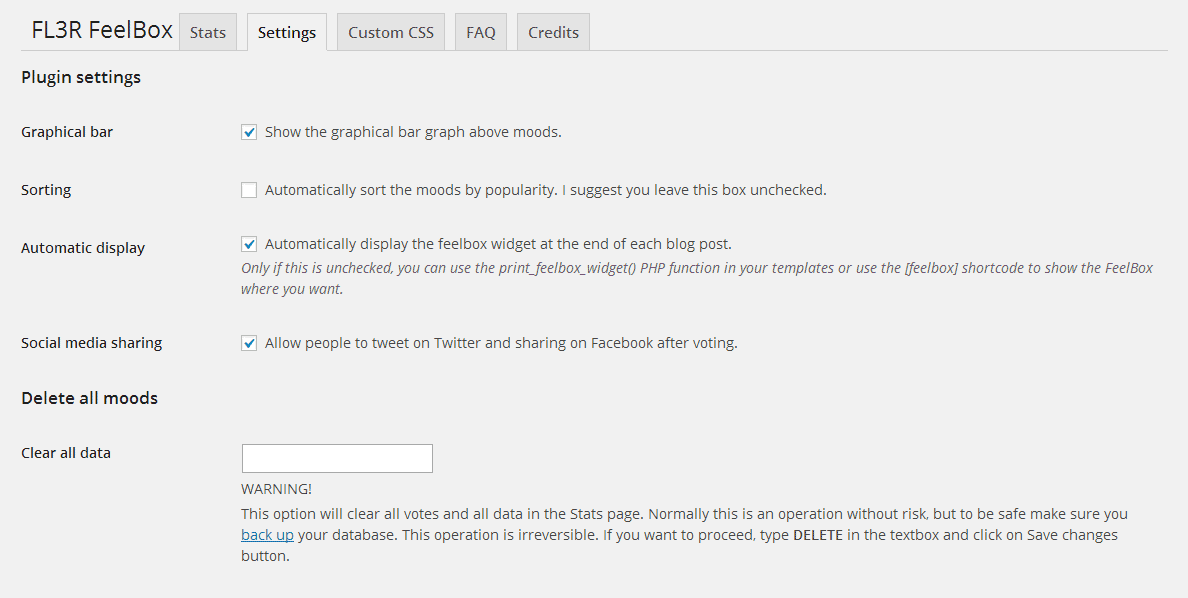 FL3R FeelBox Stats Settings Custom CSS FAQ Credits
Plugin settings
Graphical bar Show the graphical bar graph above moods.
Sorting Automatically sort the moods by popularity. I suggest you leave this box unchecked.
Automatic display Automatically display the feelbox widget at the end of each blog post.
Only if this is unchecked, you can use the print_feelbox_widget() PHP function in your templates or use the [feelbox] shortcode to show the FeelBox
where you want.
Social media sharing Allow people to tweet on Twitter and sharing on Facebook after voting.
Delete all moods
Clear all data
WARNING!
This option will clear all votes and all data in the Stats page. Normally this is an operation without risk, but to be safe make sure you
back up your database. This operation is irreversible. If you want to proceed, type DELETE in the textbox and click on Save changes
button.